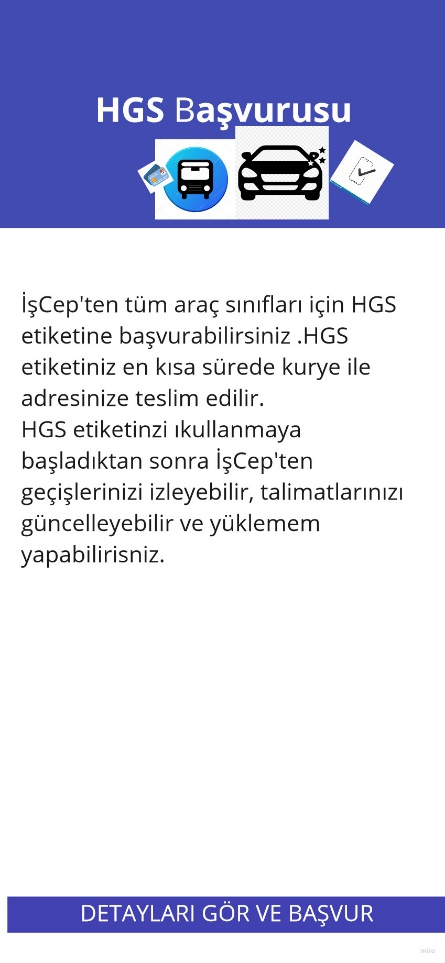 HGS Başvurusu
İşCep'ten tüm araç sınıfları için HGS
etiketine başvurabilirsiniz .HGS
etiketiniz en kısa sürede kurye ile
adresinize teslim edilir.
HGS etiketinzi ıkullanmaya
başladıktan sonra İşCep'ten
geçişlerinizi izleyebilir, talimatlarınızı
güncelleyebilir ve yüklemem
yapabilirisniz.
DETAYLARI GÖR VE BAŞVUR
miro